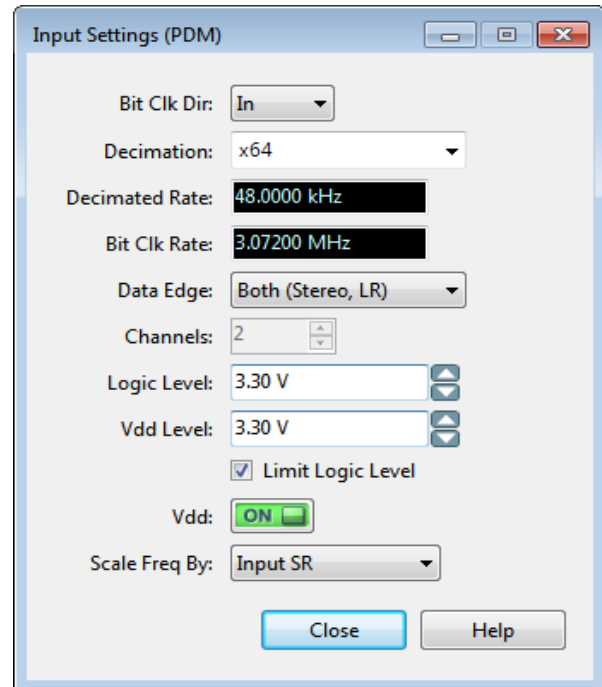 Input Settings (PDM)
Bit Clk Dir: In
Decimation: x64
Decimated Rate: 48.0000 kHz
Bit Clk Rate: 3.07200 MHz
Data Edge: Both (Stereo, LR)
Channels: 2
Logic Level: 3.30 V
Vdd Level: 3.30 V
Limit Logic Level
Vdd: ON
Scale Freq By: Input SR
Close Help